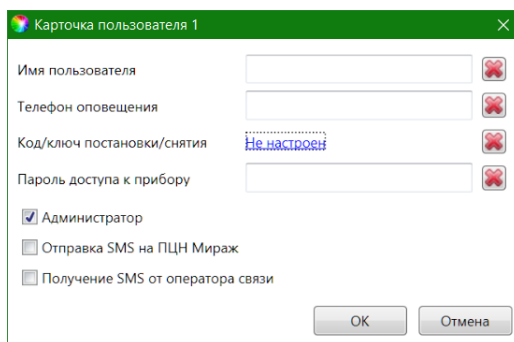 Карточка пользователя 1
Имя пользователя
Телефон оповещения
Код/ключ постановки/снятия Не настроен
Пароль доступа к прибору
Администратор
Отправка SMS на ПЦН Мираж
Получение SMS от оператора связи
ОК Отмена